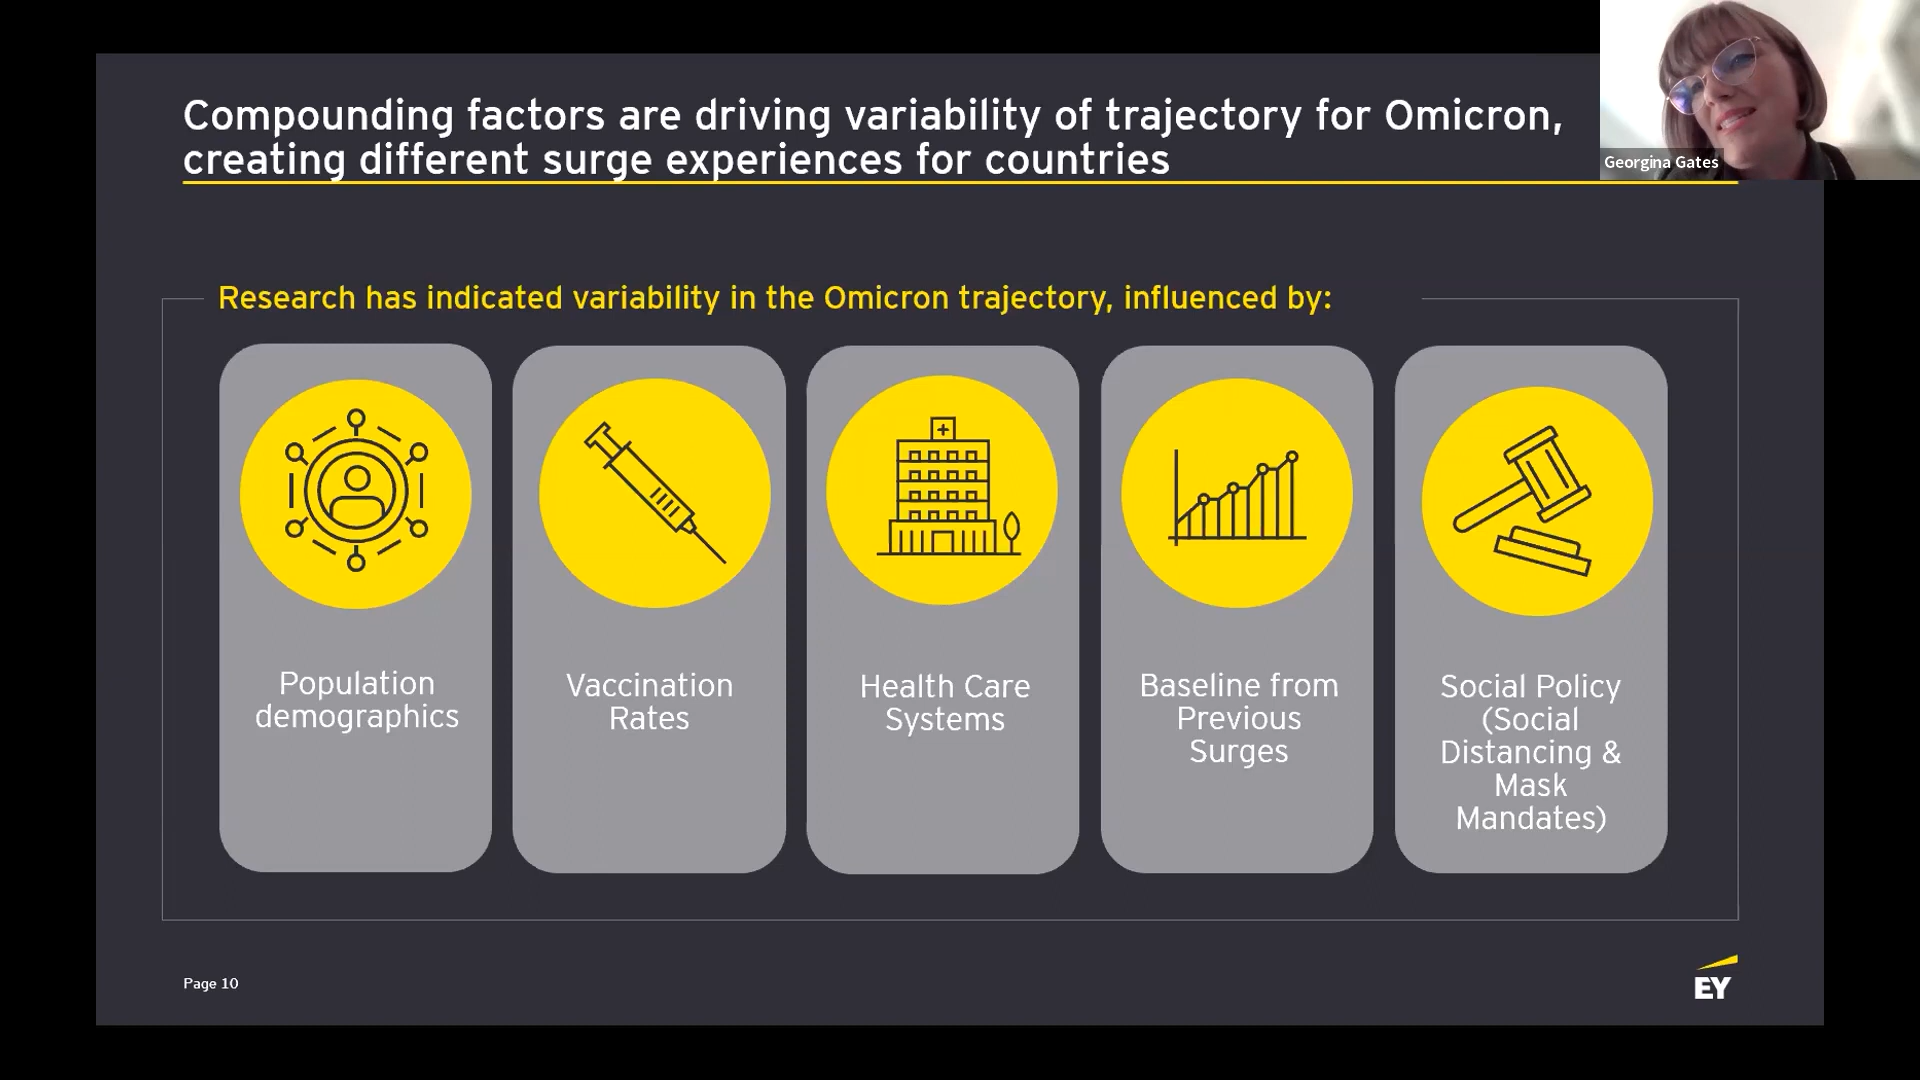 Compounding factors are driving variability of trajectory for Omicron,
creating different surge experiences for countries
Georgina Gates
Research has indicated variability in the Omicron trajectory, influenced by:
Population
demographics
Vaccination
Rates
Health Care
Systems
Baseline from
Previous
Surges
Social Policy
(Social
Distancing &
Mask
Mandates)
Page 10
EY